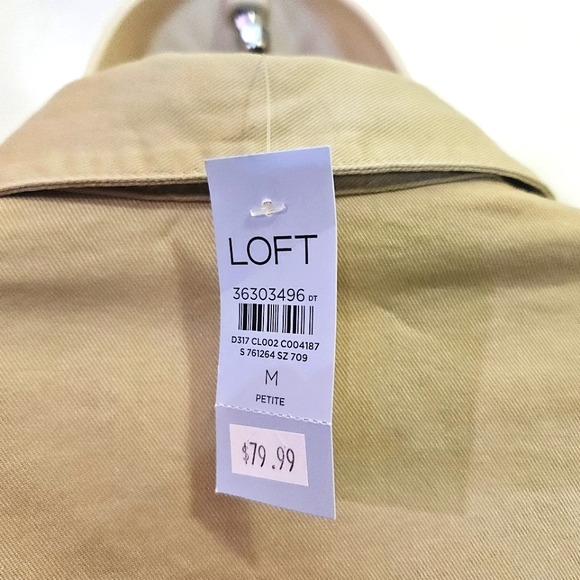 LOFT
36303496 DT
D317 CL002 C004187
S 761264 SZ 709
M
PETITE
$79.99